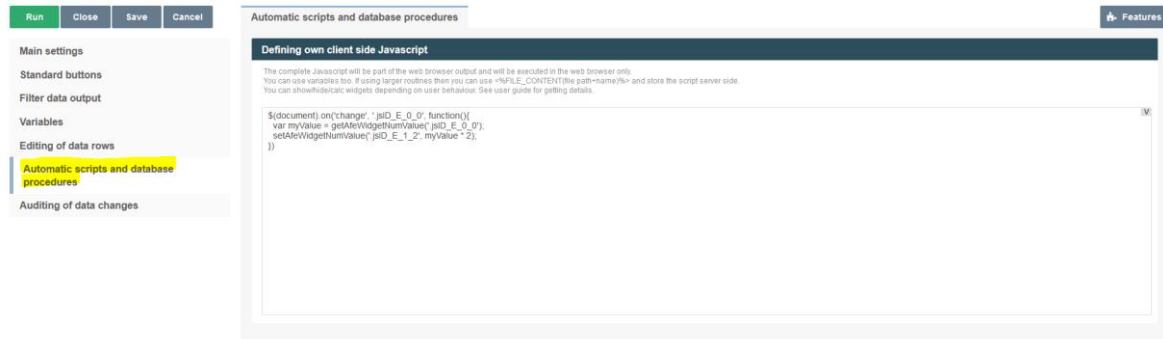 Run Close Save Cancel
Automatic scripts and database procedures
Features
Main settings
Standard buttons
Filter data output
Variables
Editing of data rows
Automatic scripts and database
procedures
Auditing of data changes
Defining own client side Javascript
The complete Javascript will be part of the web browser output and will be executed in the web browser only.
You can use variables too. If using larger routines then you can use <%FILE_CONTENT(file path+name)%> and store the script server side.
You can show/hide/calc widgets depending on user behaviour. See user guide for getting details.
$(document).on('change', '.jsID_E_0_0', function(){
var myValue = getAfeWidgetNumValue('.jsID_E_0_0');
setAfeWidgetNumValue('.jsID_E_1_2', myValue * 2);
})
V